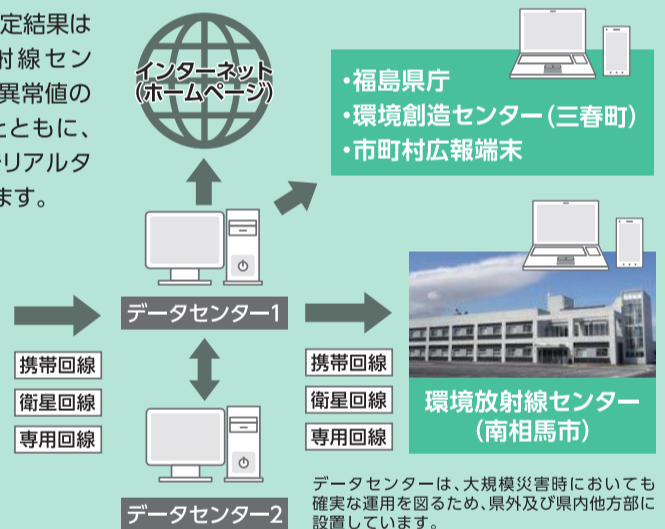 定結果は
射線セン
異常値の
とともに、
リアルタ
ます。
インターネット
(ホームページ)
・福島県庁
・環境創造センター(三春町)
・市町村広報端末
データセンター1
携帯回線
衛星回線
専用回線
携帯回線
衛星回線
専用回線
環境放射線センター
(南相馬市)
データセンター2
データセンターは、大規模災害時においても
確実な運用を図るため、県外及び県内他方部に
設置しています。